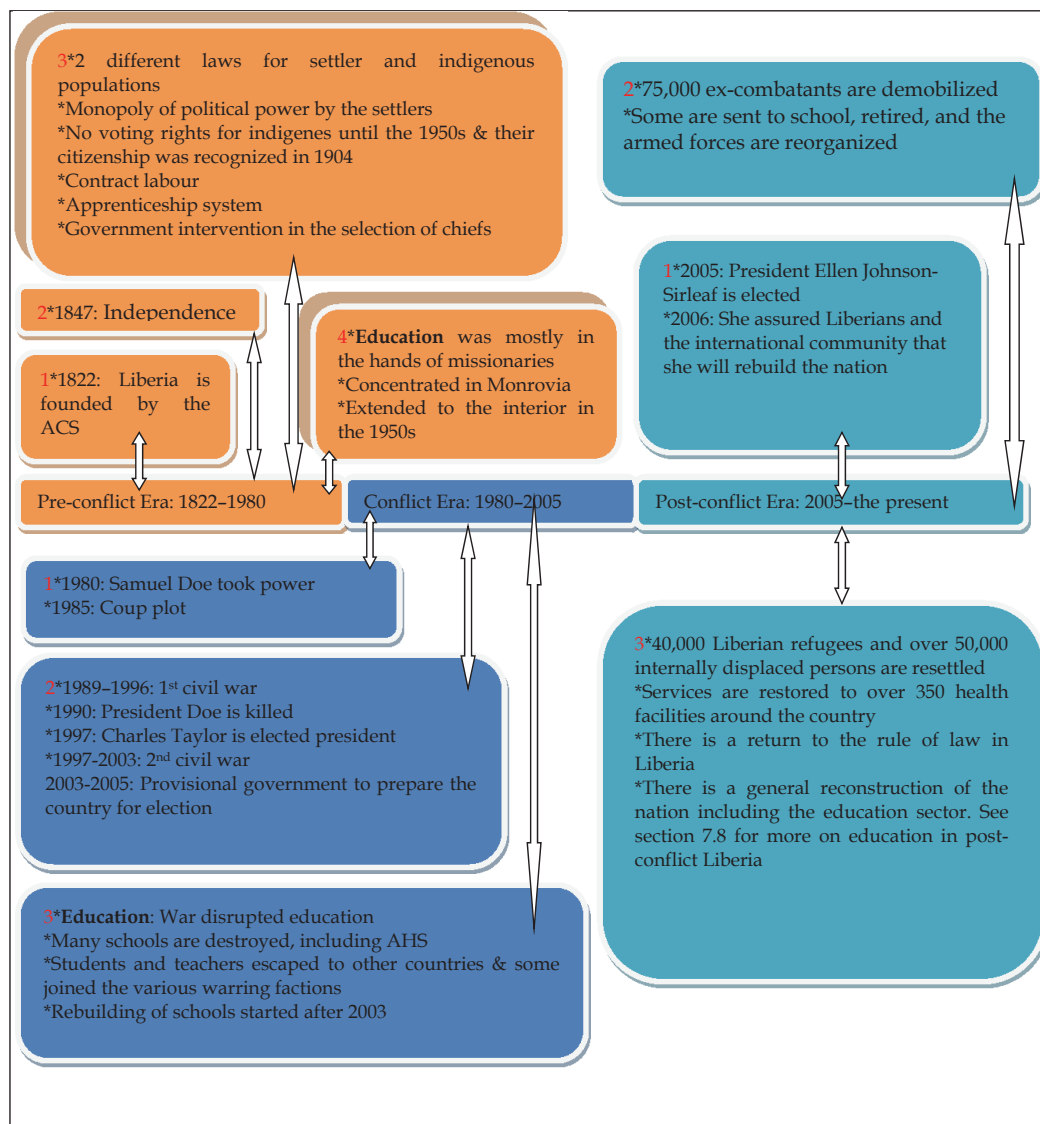 3*2 different laws for settler and indigenous
populations
*Monopoly of political power by the settlers
*No voting rights for indigenes until the 1950s & their
citizenship was recognized in 1904
*Contract labour
*Apprenticeship system
*Government intervention in the selection of chiefs
2*75,000 ex-combatants are demobilized
*Some are sent to school, retired, and the
armed forces are reorganized
1*2005: President Ellen Johnson-
Sirleaf is elected
*2006: She assured Liberians and
the international community that
she will rebuild the nation
2*1847: Independence
4*Education was mostly in
the hands of missionaries
*Concentrated in Monrovia
*Extended to the interior in
the 1950s
1*1822: Liberia is
founded by the
ACS
Pre-conflict Era: 1822–1980
Conflict Era: 1980–2005
Post-conflict Era: 2005–the present
1*1980: Samuel Doe took power
*1985: Coup plot
2*1989–1996: 1st civil war
*1990: President Doe is killed
*1997: Charles Taylor is elected president
*1997-2003: 2nd civil war
2003-2005: Provisional government to prepare the
country for election
3*40,000 Liberian refugees and over 50,000
internally displaced persons are resettled
*Services are restored to over 350 health
facilities around the country
*There is a return to the rule of law in
Liberia
*There is a general reconstruction of the
nation including the education sector. See
section 7.8 for more on education in post-
conflict Liberia
3*Education: War disrupted education
*Many schools are destroyed, including AHS
*Students and teachers escaped to other countries & some
joined the various warring factions
*Rebuilding of schools started after 2003